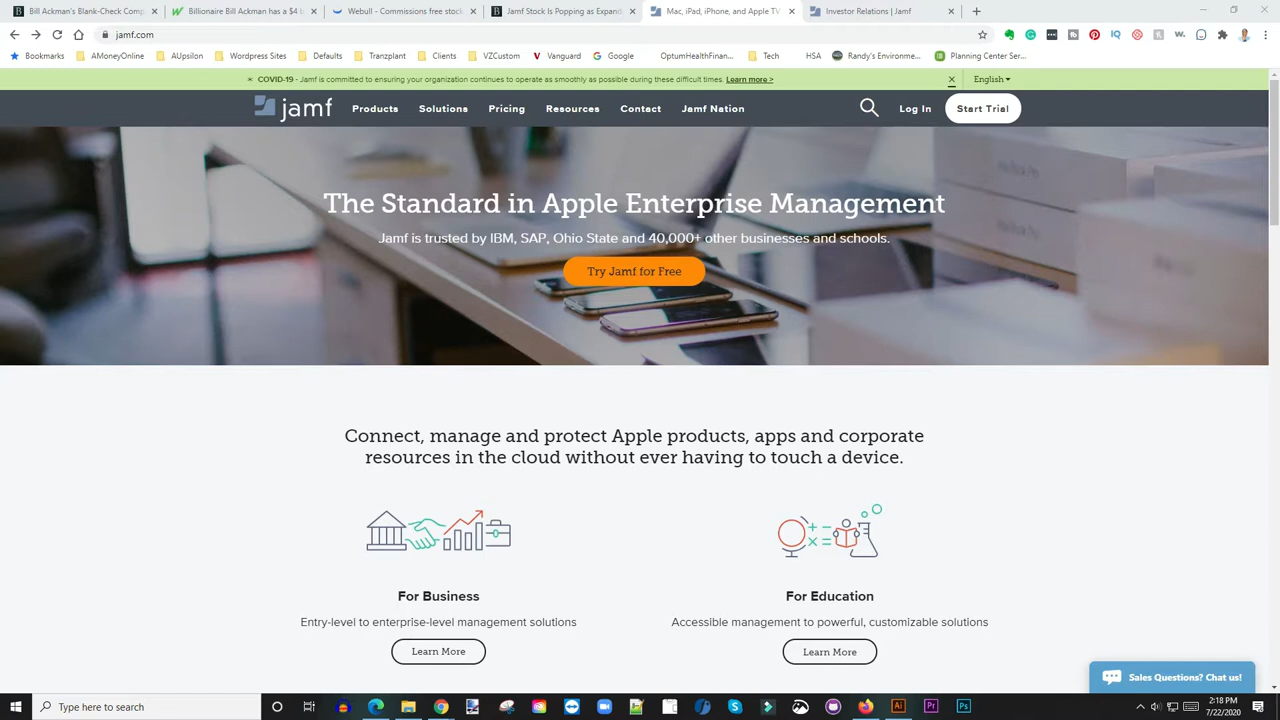 Bill Ackman's Blank-Check Comp
Billionaire Bill Ackman has a $4 b
Webull - Commissions free stock
Jamf Stock Is Popping as Expand
Mac, iPad, iPhone, and Apple TV
Investor Relations | Jamf
jamf.com
Bookmarks
AMoneyOnline
AUpsilon
Wordpress Sites
Defaults
Tranzplant
Clients
VZCustom
Vanguard
Google
OptumHealthFinan...
Tech
HSA
Randy's Environme...
Planning Center Ser...
COVID-19 - Jamf is committed to ensuring your organization continues to operate as smoothly as possible during these difficult times. Learn more >
English
jamf
Products
Solutions
Pricing
Resources
Contact
Jamf Nation
Log In
Start Trial
The Standard in Apple Enterprise Management
Jamf is trusted by IBM, SAP, Ohio State and 40,000+ other businesses and schools.
Try Jamf for Free
Connect, manage and protect Apple products, apps and corporate
resources in the cloud without ever having to touch a device.
For Business
For Education
Entry-level to enterprise-level management solutions
Accessible management to powerful, customizable solutions
Learn More
Learn More
Sales Questions? Chat us!
Type here to search
2:18 PM
7/22/2020